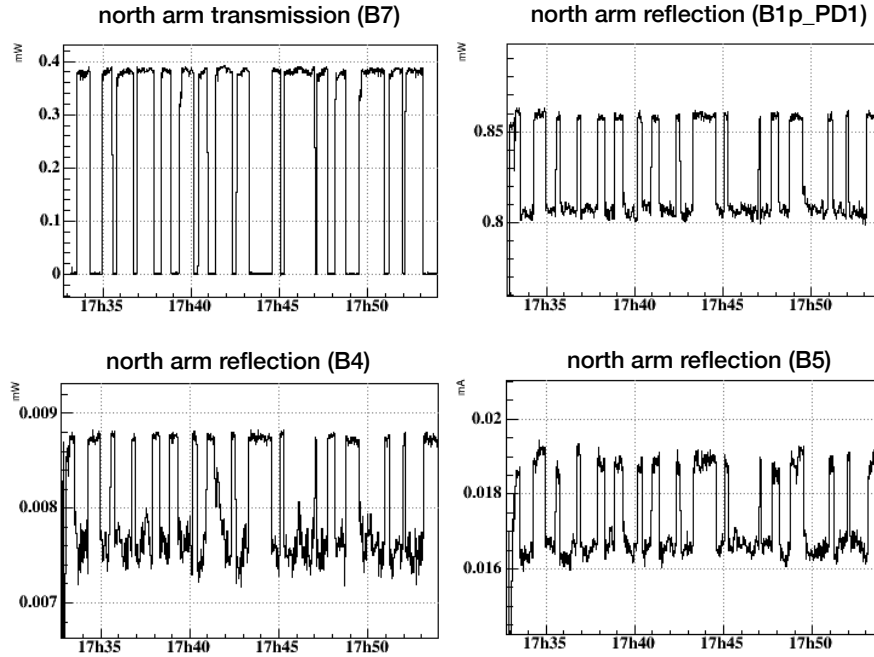 north arm transmission (B7)
mW
0.4
0.3
0.2
0.1
0
17h35 17h40 17h45 17h50
north arm reflection (B1p_PD1)
mW
0.85
0.8
17h35 17h40 17h45 17h50
north arm reflection (B4)
mW
0.009
0.008
0.007
17h35 17h40 17h45 17h50
north arm reflection (B5)
mA
0.02
0.018
0.016
17h35 17h40 17h45 17h50